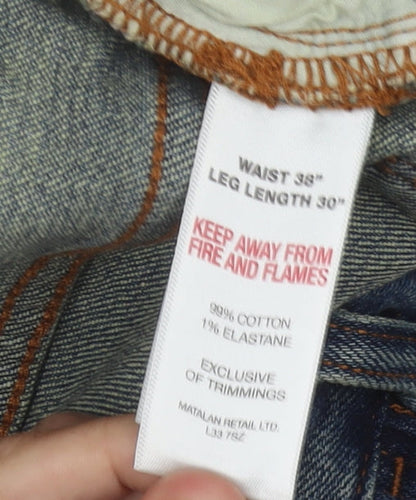 WAIST 38"
LEG LENGTH 30"
KEEP AWAY FROM
FIRE AND FLAMES
99% COTTON
1% ELASTANE
EXCLUSIVE
OF TRIMMINGS
MATALAN RETAIL LTD.
L33 7SZ